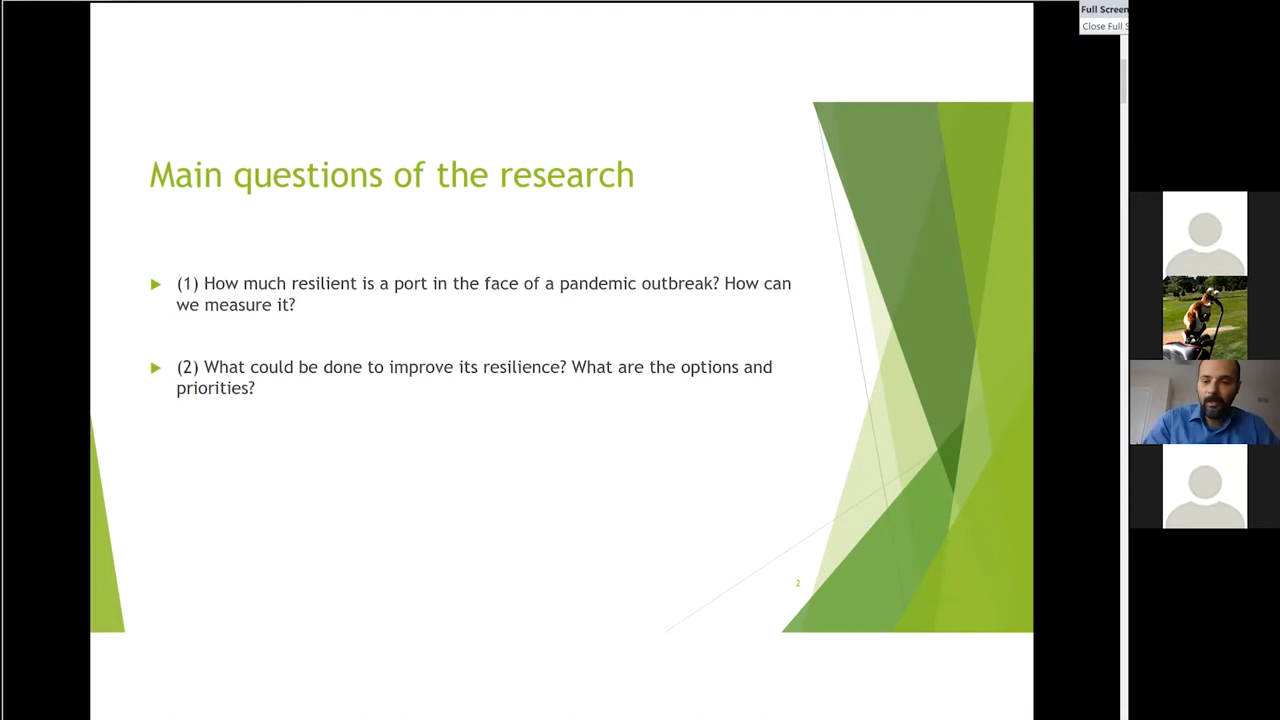 Full Screen
Close Full S
Main questions of the research
(1) How much resilient is a port in the face of a pandemic outbreak? How can
we measure it?
(2) What could be done to improve its resilience? What are the options and
priorities?
2